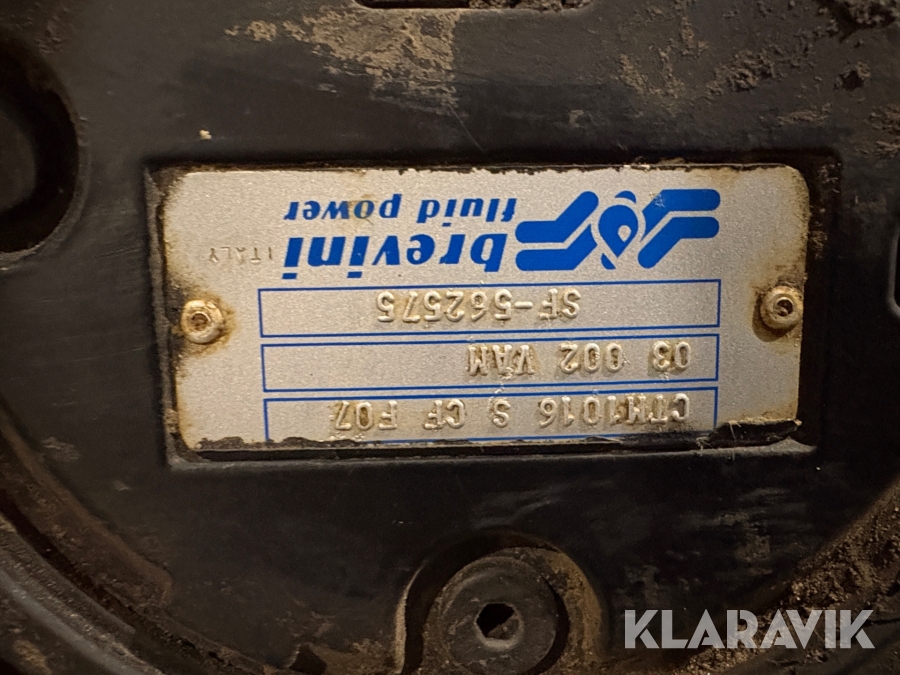 CTM1016 S CF F07
03 002 VAM
SF-562575
brevini
fluid power
ITALY
KLARAVIK